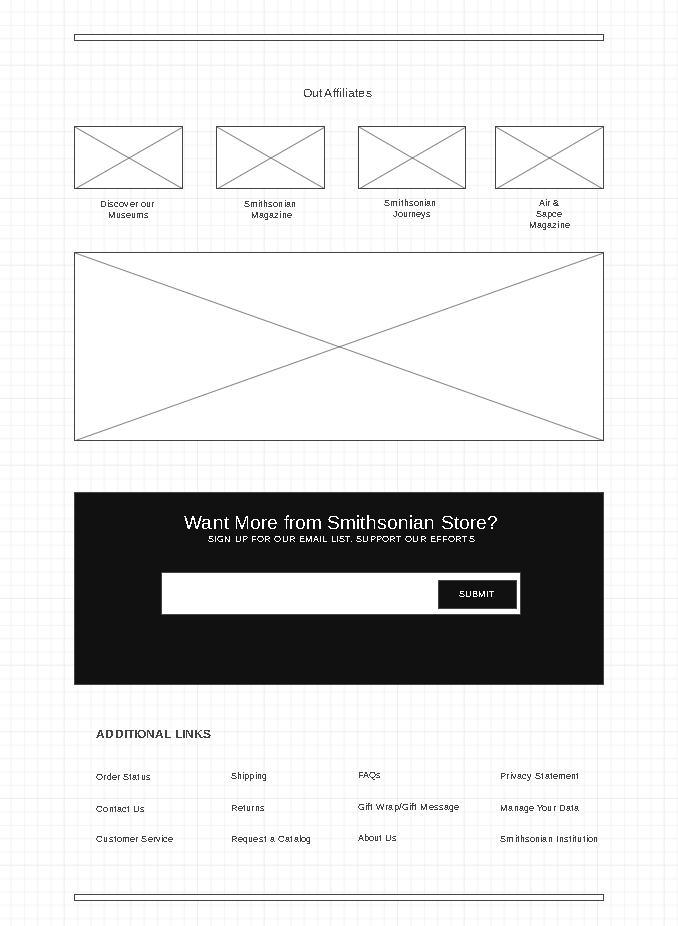 Out Affiliates
Discover our
Museums
Smithsonian
Magazine
Smithsonian
Journeys
Air &
Sapce
Magazine
Want More from Smithsonian Store?
SIGN UP FOR OUR EMAIL LIST. SUPPORT OUR EFFORTS
SUBMIT
ADDITIONAL LINKS
Order Status
Shipping
FAQs
Privacy Statement
Contact Us
Returns
Gift Wrap/Gift Message
Manage Your Data
Customer Service
Request a Catalog
About Us
Smithsonian Institution